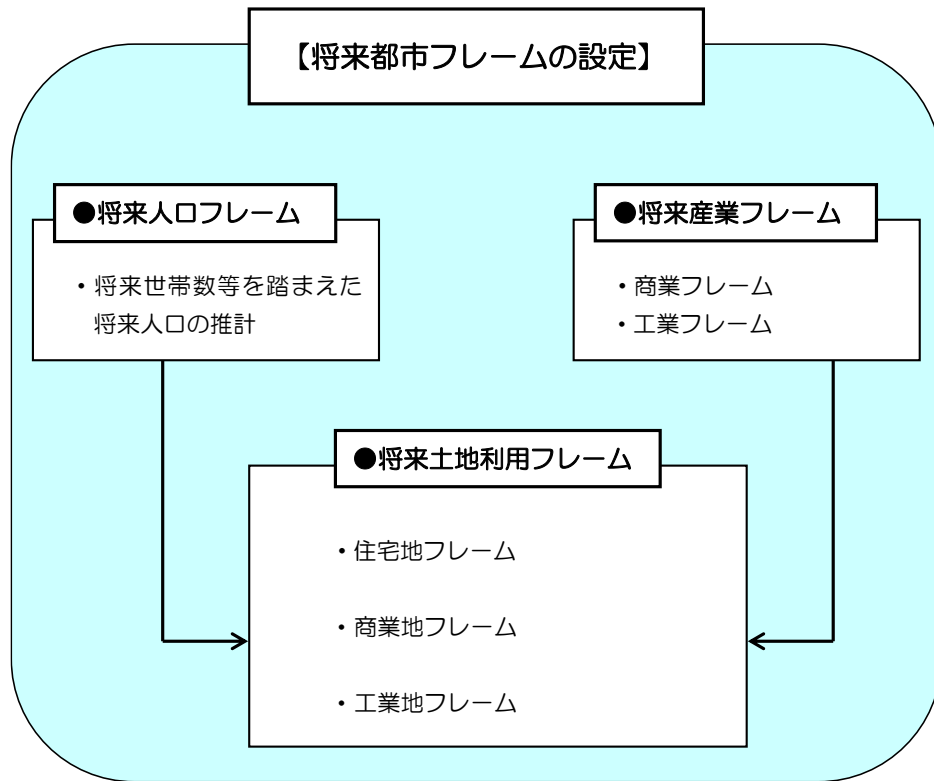 【将来都市フレームの設定】
●将来人口フレーム
・将来世帯数等を踏まえた
将来人口の推計
●将来産業フレーム
・商業フレーム
・工業フレーム
●将来土地利用フレーム
・住宅地フレーム
・商業地フレーム
・工業地フレーム